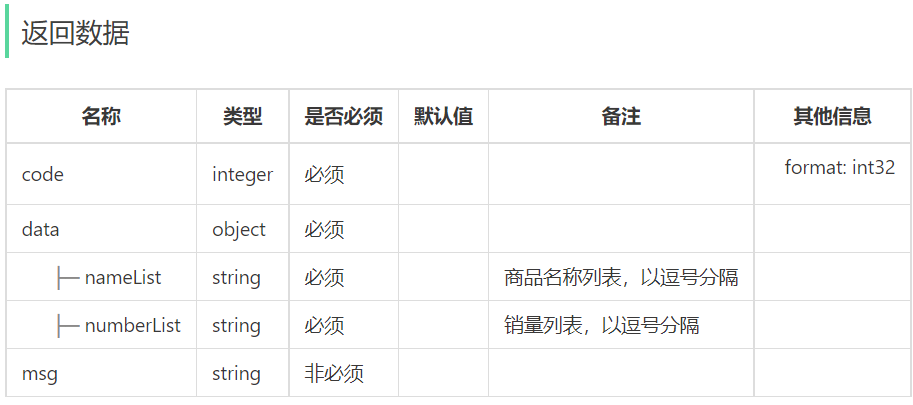 返回数据
名称 类型 是否必须 默认值 备注 其他信息
code integer 必须 format: int32
data object 必须
├─ nameList string 必须 商品名称列表，以逗号分隔
├─ numberList string 必须 销量列表，以逗号分隔
msg string 非必须